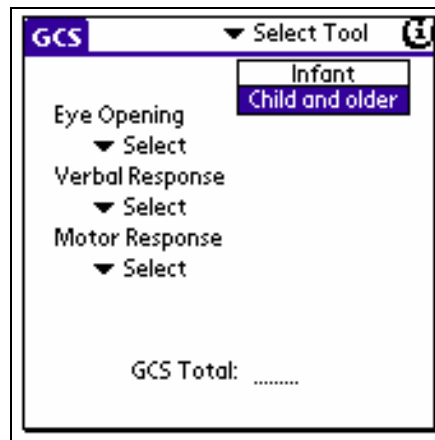 GCS Select Tool i
Infant
Child and older
Eye Opening
Select
Verbal Response
Select
Motor Response
Select
GCS Total: ........